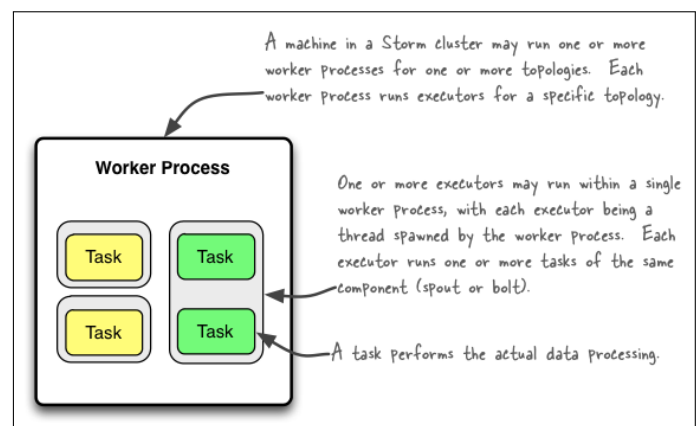 A machine in a Storm cluster may run one or more
worker processes for one or more topologies. Each
worker process runs executors for a specific topology.
Worker Process
One or more executors may run within a single
worker process, with each executor being a
thread spawned by the worker process. Each
executor runs one or more tasks of the same
component (spout or bolt).
Task
Task
Task
Task
A task performs the actual data processing.